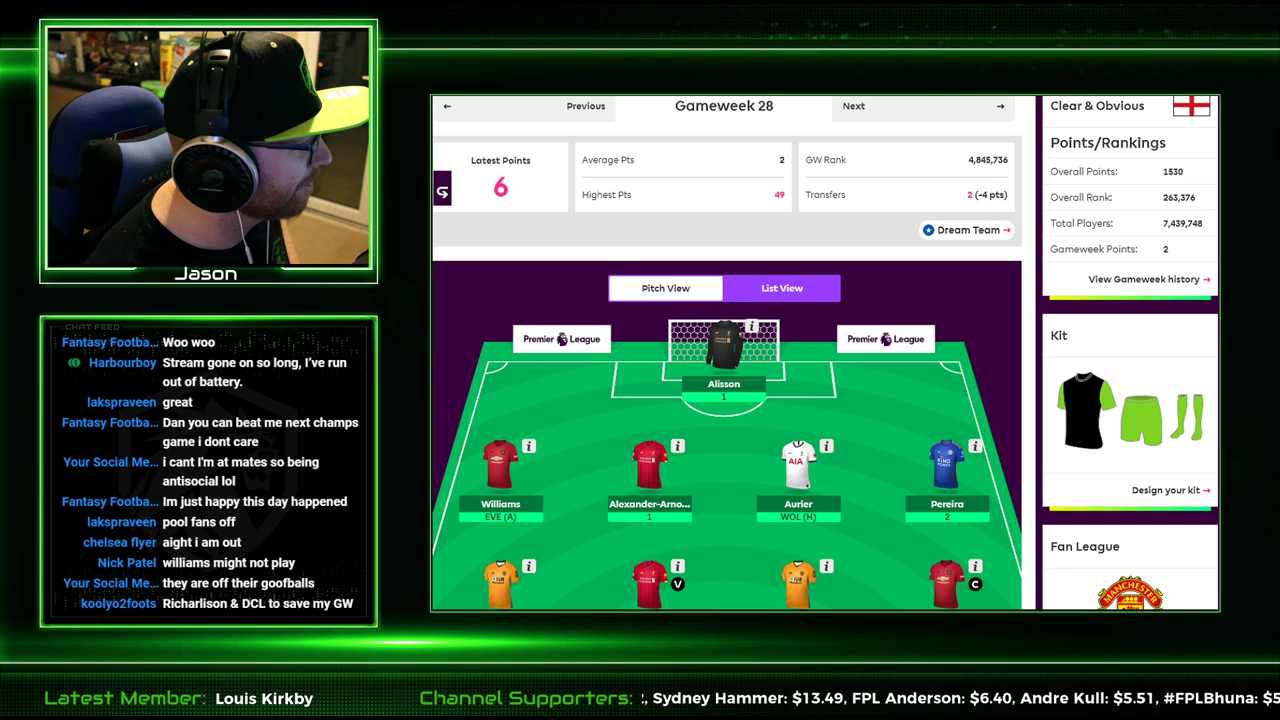 Jason
CHAT FEED
Fantasy Footba... Woo woo
Harbourboy Stream gone on so long, I've run
out of battery.
lakspraveen great
Fantasy Footba... Dan you can beat me next champs
game i dont care
Your Social Me... i cant I'm at mates so being
antisocial lol
Fantasy Footba... Im just happy this day happened
lakspraveen pool fans off
chelsea flyer aight i am out
Nick Patel williams might not play
Your Social Me... they are off their goofballs
koolyo2foots Richarlison & DCL to save my GW
← Previous
Gameweek 28
Next →
Latest Points
6
Average Pts 2
Highest Pts 49
GW Rank 4,845,736
Transfers 2 (-4 pts)
Dream Team →
Pitch View
List View
Premier League
Premier League
Alisson
1
AIA
KING POWER
Williams
EVE (A)
Alexander-Arno...
1
Aurier
WOL (H)
Pereira
2
V
C
Clear & Obvious
Points/Rankings
Overall Points: 1530
Overall Rank: 263,376
Total Players: 7,439,748
Gameweek Points: 2
View Gameweek history →
Kit
Design your kit →
Fan League
MANCHESTER
Latest Member: Louis Kirkby
Channel Supporters: , Sydney Hammer: $13.49, FPL Anderson: $6.40, Andre Kull: $5.51, #FPLBhuna: $5